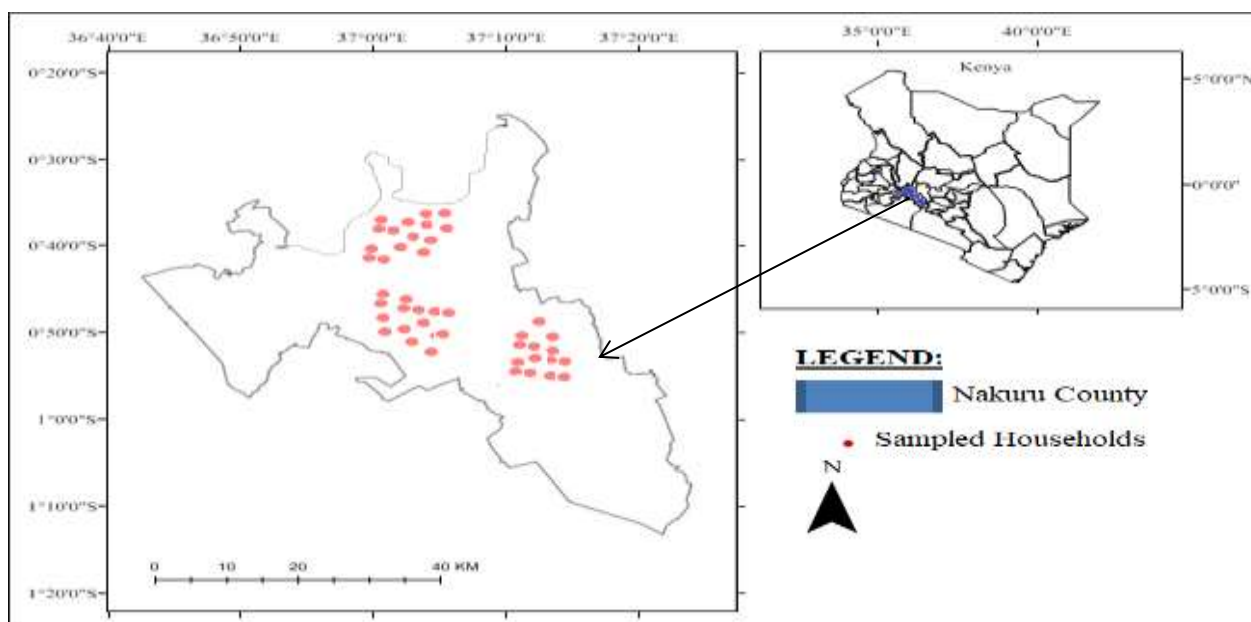 36°40'0"E 36°50'0"E 37°0'0"E 37°10'0"E 37°20'0"E
0°20'0"S
0°30'0"S
0°40'0"S
0°50'0"S
1°0'0"S
1°10'0"S
1°20'0"S
0 10 20 40 KM
35°0'0"E 40°0'0"E
Kenya
5°0'0"N
0°0'0"
5°0'0"S
LEGEND:
Nakuru County
Sampled Households
N